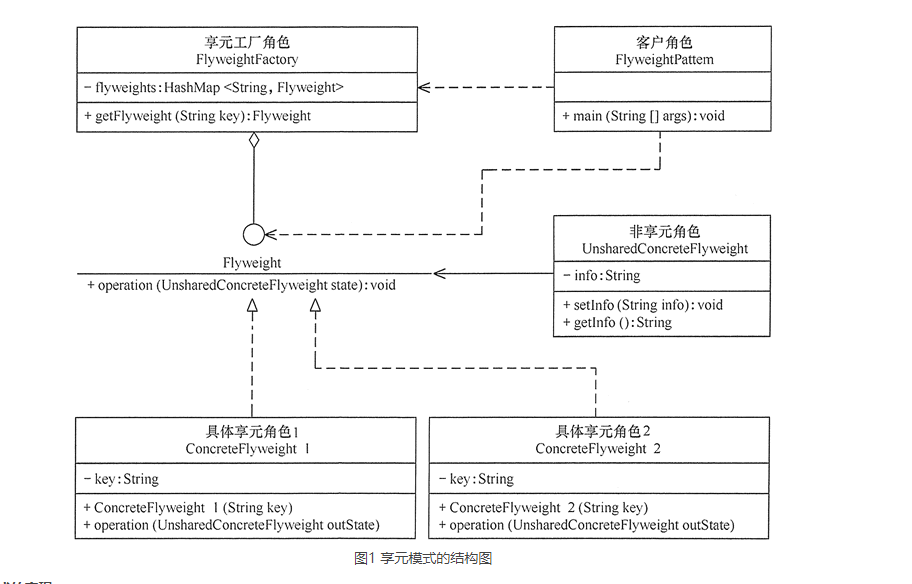 享元工厂角色
FlyweightFactory
- flyweights:HashMap <String, Flyweight>
+ getFlyweight (String key):Flyweight
客户角色
FlyweightPattem
+ main (String [] args):void
Flyweight
+ operation (UnsharedConcreteFlyweight state):void
非享元角色
UnsharedConcreteFlyweight
- info:String
+ setInfo (String info):void
+ getInfo ():String
具体享元角色1
ConcreteFlyweight 1
- key:String
+ ConcreteFlyweight 1 (String key)
+ operation (UnsharedConcreteFlyweight outState)
具体享元角色2
ConcreteFlyweight 2
- key:String
+ ConcreteFlyweight 2 (String key)
+ operation (UnsharedConcreteFlyweight outState)
图1 享元模式的结构图